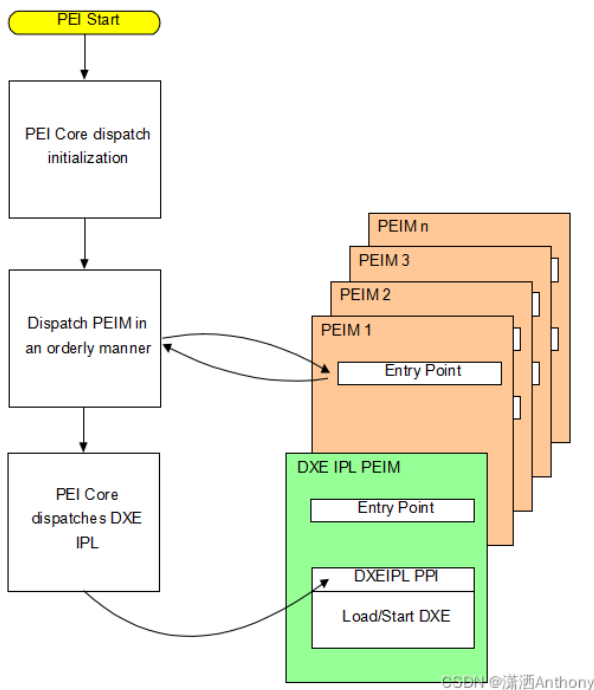 PEI Start
PEI Core dispatch
initialization
Dispatch PEIM in
an orderly manner
PEI Core
dispatches DXE
IPL
PEIM n
PEIM 3
PEIM 2
PEIM 1
Entry Point
DXE IPL PEIM
Entry Point
DXEIPL PPI
Load/Start DXE
CSDN @潇洒Anthony